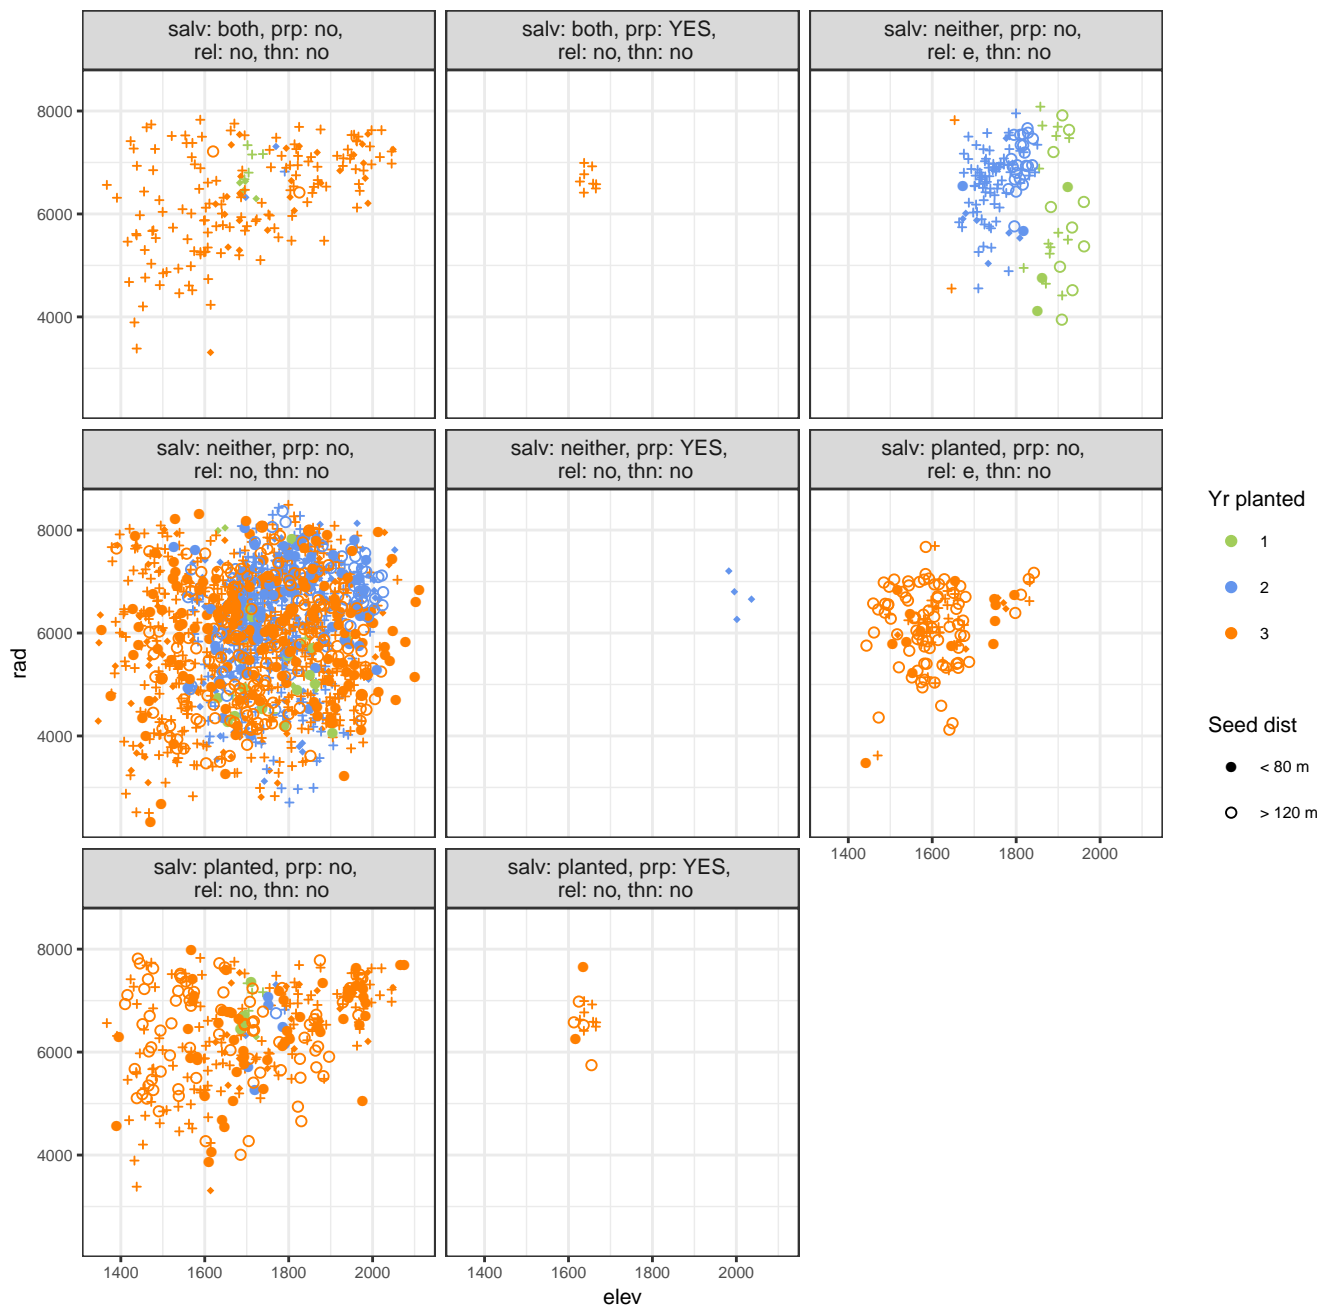 salv: both, prp: no,
rel: no, thn: no
salv: both, prp: YES,
rel: no, thn: no
salv: neither, prp: no,
rel: e, thn: no
8000
6000
4000
salv: neither, prp: no,
rel: no, thn: no
salv: neither, prp: YES,
rel: no, thn: no
salv: planted, prp: no,
rel: e, thn: no
8000
6000
4000
rad
1400 1600 1800 2000
salv: planted, prp: no,
rel: no, thn: no
salv: planted, prp: YES,
rel: no, thn: no
8000
6000
4000
1400 1600 1800 2000
1400 1600 1800 2000
elev
Yr planted
1
2
3
Seed dist
< 80 m
> 120 m